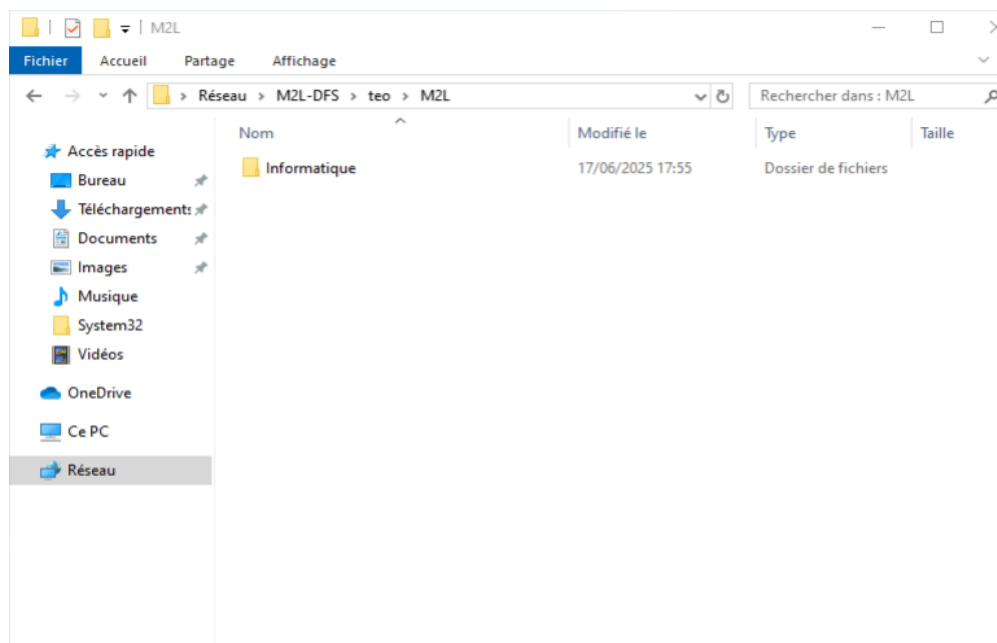 M2L
Fichier Accueil Partage Affichage
Réseau > M2L-DFS > teo > M2L Rechercher dans : M2L
Nom Modifié le Type Taille
Informatique 17/06/2025 17:55 Dossier de fichiers
Accès rapide
Bureau
Téléchargements
Documents
Images
Musique
System32
Vidéos
OneDrive
Ce PC
Réseau